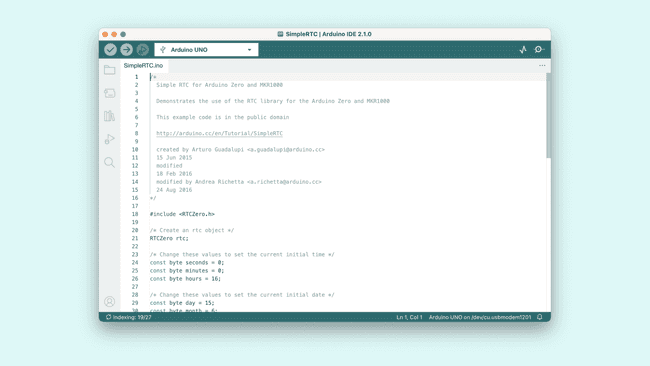 SimpleRTC | Arduino IDE 2.1.0
Arduino UNO
SimpleRTC.ino
1 /*
2 Simple RTC for Arduino Zero and MKR1000
3
4 Demonstrates the use of the RTC library for the Arduino Zero and MKR1000
5
6 This example code is in the public domain
7
8 http://arduino.cc/en/Tutorial/SimpleRTC
9
10 created by Arturo Guadalupi <a.guadalupi@arduino.cc>
11 15 Jun 2015
12 modified
13 18 Feb 2016
14 modified by Andrea Richetta <a.richetta@arduino.cc>
15 24 Aug 2016
16 */
17
18 #include <RTCZero.h>
19
20 /* Create an rtc object */
21 RTCZero rtc;
22
23 /* Change these values to set the current initial time */
24 const byte seconds = 0;
25 const byte minutes = 0;
26 const byte hours = 16;
27
28 /* Change these values to set the current initial date */
29 const byte day = 15;
30 const byte month = 6;
Indexing: 19/27
Ln 1, Col 1 Arduino UNO on /dev/cu.usbmodem1201